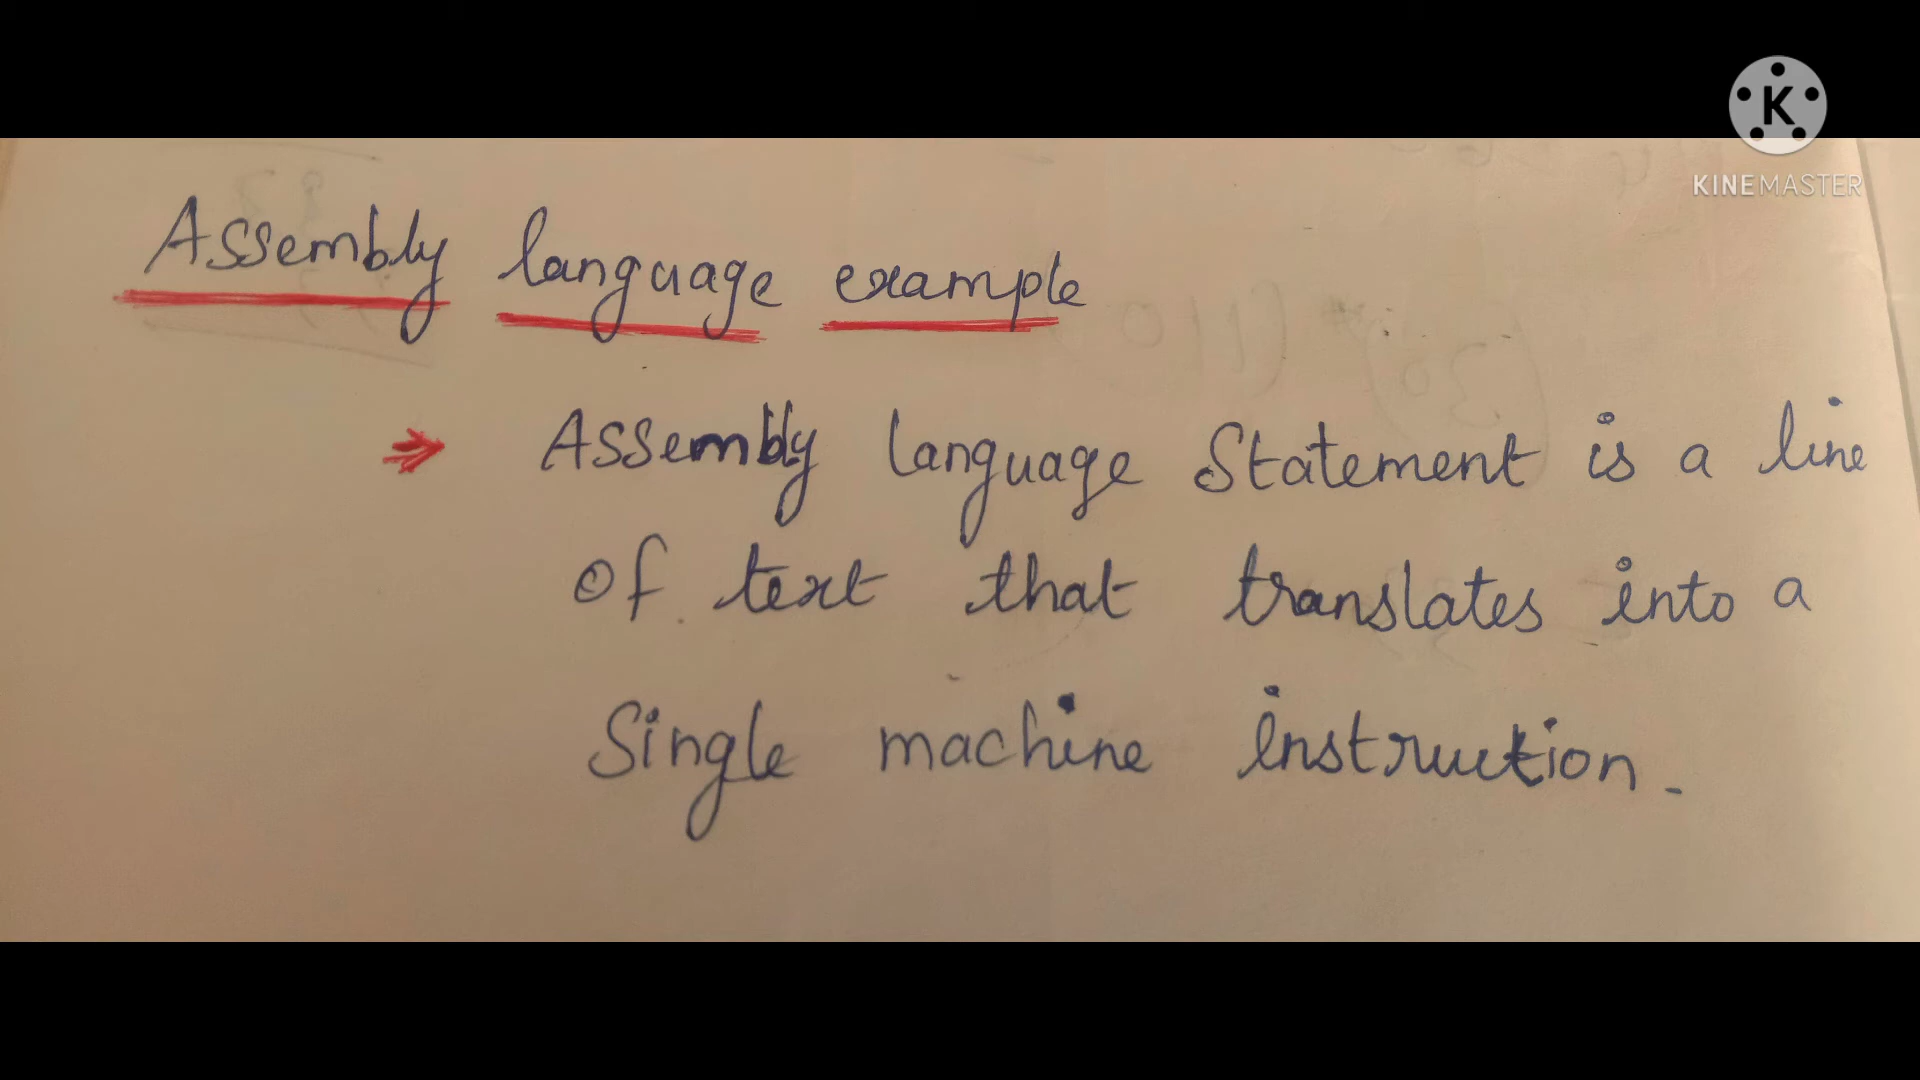 K
KINEMASTER
Assembly language example
⇒ Assembly language Statement is a line
of text that translates into a
Single machine instruction.